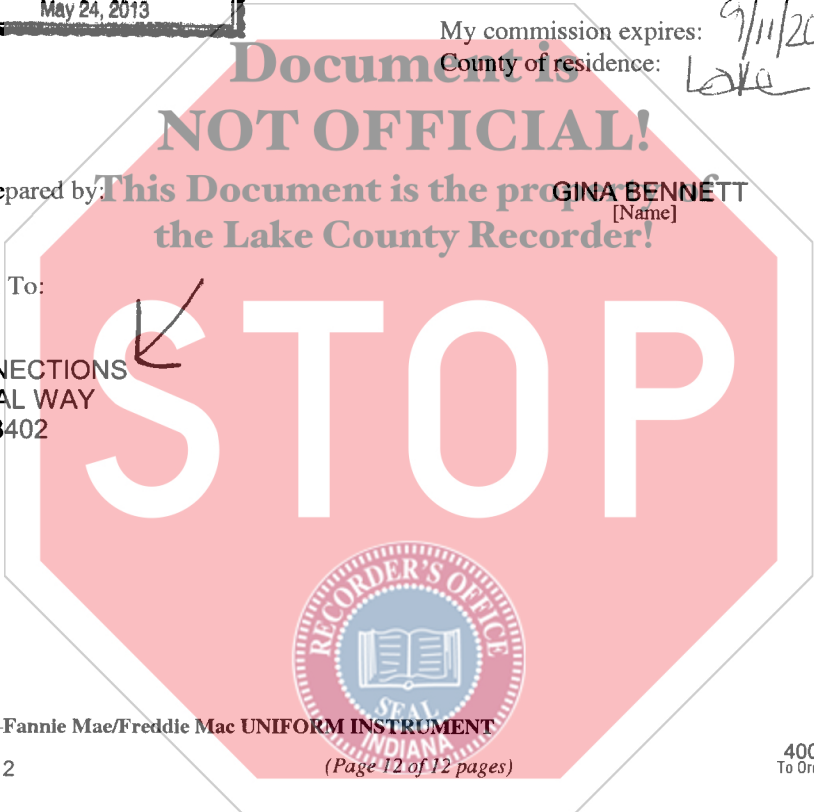 May 24, 2013
My commission expires: 9/11/20
County of residence: Lake
Document is
NOT OFFICIAL!
epared by:
This Document is the property of
GINA BENNETT
[Name]
the Lake County Recorder!
To:
NECTIONS
AL WAY
402
STOP
RECORDER'S OFFICE
SEAL
INDIANA
-Fannie Mae/Freddie Mac UNIFORM INSTRUMENT
2
(Page 12 of 12 pages)
400
To Or